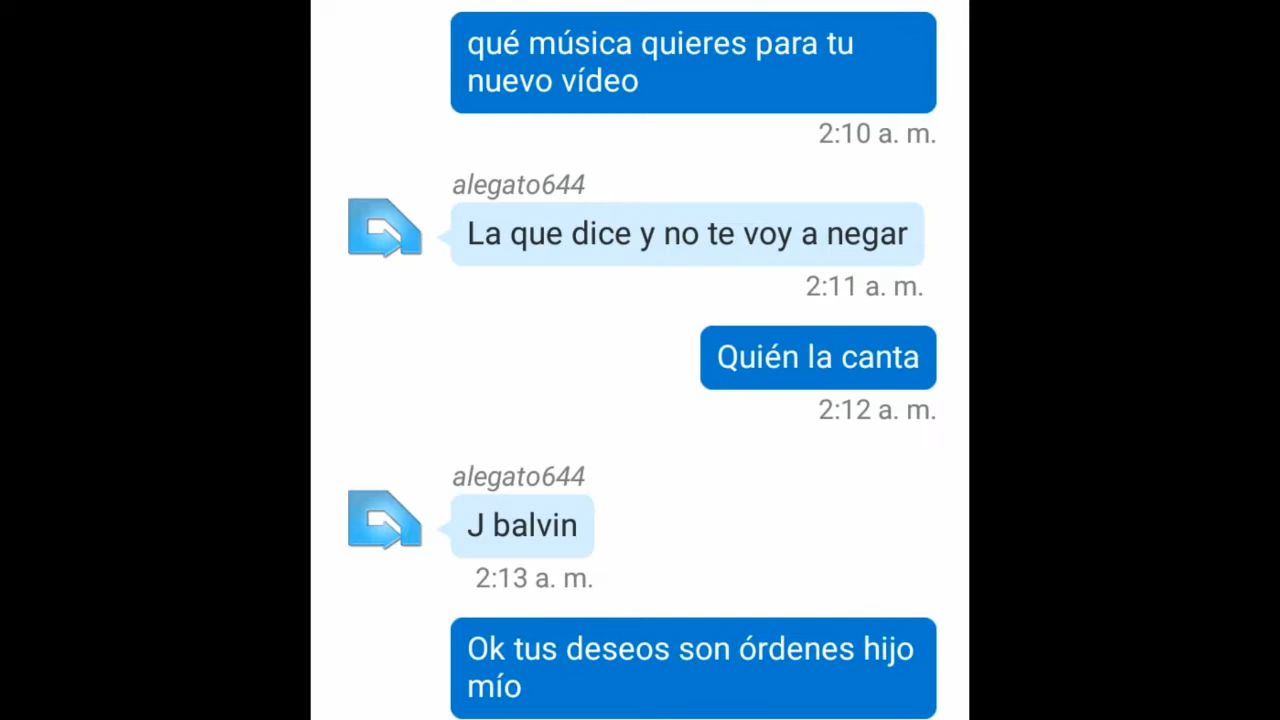 qué música quieres para tu
nuevo vídeo
2:10 a. m.
alegato644
La que dice y no te voy a negar
2:11 a. m.
Quién la canta
2:12 a. m.
alegato644
J balvin
2:13 a. m.
Ok tus deseos son órdenes hijo
mío